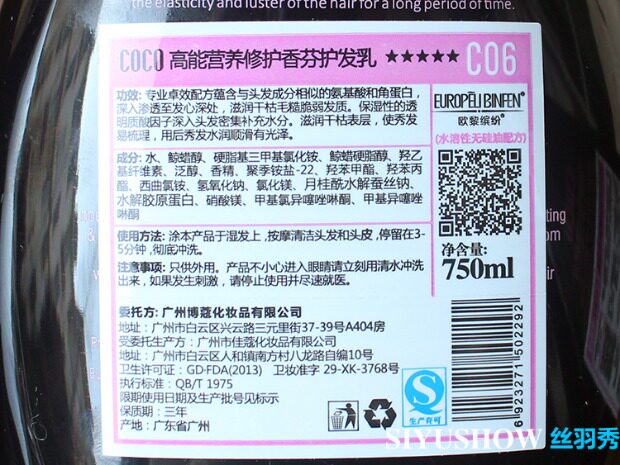 the elasticity and luster of the hair for a long period of time.
COCO 高能营养修护香芬护发乳 ★★★★★ C06
功效: 专业卓效配方蕴含与头发成分相似的氨基酸和角蛋白,
深入渗透至发心深处, 滋润干枯毛糙脆弱发质。保湿性的透
明质酸因子深入头发密集补充水分。滋润干枯表层, 使秀发
易梳理, 用后秀发水润顺滑有光泽。
EUROPELI BINFEN®
欧黎缤纷®
(水溶性无硅油配方)
成分: 水、鲸蜡醇、硬脂基三甲基氯化铵、鲸蜡硬脂醇、羟乙
基纤维素、泛醇、香精、聚季铵盐-22、羟苯甲酯、羟苯丙
酯、西曲氯铵、氢氧化钠、氯化镁、月桂酰水解蚕丝钠、
水解胶原蛋白、硝酸镁、甲基氯异噻唑啉酮、甲基异噻唑
啉酮
使用方法: 涂本产品于湿发上,按摩清洁头发和头皮,停留在3-
5分钟,彻底冲洗。
注意事项: 只供外用。产品不小心进入眼睛请立刻用清水冲洗
出来, 如果发生刺激, 请停止使用并尽速就医。
净含量:
750ml
委托方: 广州博蔻化妆品有限公司
地址: 广州市白云区兴云路三元里街37-39号A404房
受委托生产方: 广州市佳蔻化妆品有限公司
地址: 广州市白云区人和镇南方村八龙路自编10号
卫生许可证: GD-FDA(2013) 卫妆准字 29-XK-3768号
执行标准: QB/T 1975
限期使用日期及生产批号见标示
保质期: 三年
产地: 广东省广州
生产许可
6923271502292
SIYUSHOW 丝羽秀